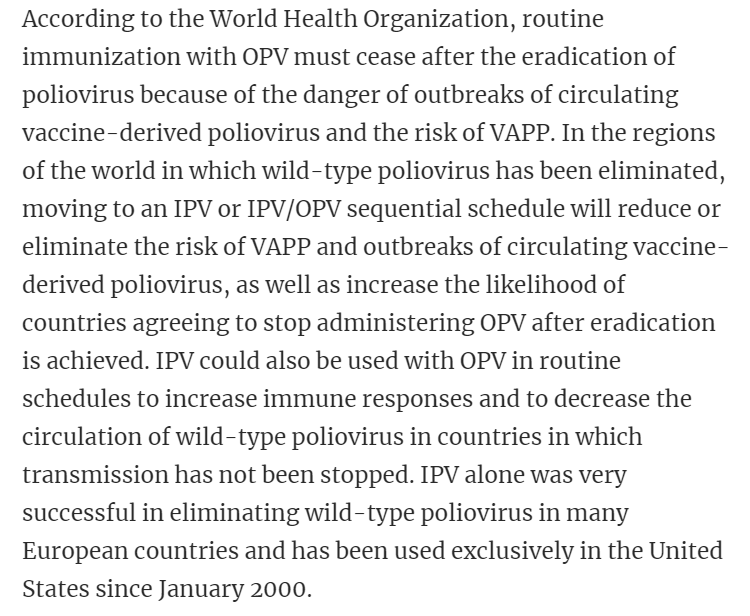 According to the World Health Organization, routine
immunization with OPV must cease after the eradication of
poliovirus because of the danger of outbreaks of circulating
vaccine-derived poliovirus and the risk of VAPP. In the regions
of the world in which wild-type poliovirus has been eliminated,
moving to an IPV or IPV/OPV sequential schedule will reduce or
eliminate the risk of VAPP and outbreaks of circulating vaccine-
derived poliovirus, as well as increase the likelihood of
countries agreeing to stop administering OPV after eradication
is achieved. IPV could also be used with OPV in routine
schedules to increase immune responses and to decrease the
circulation of wild-type poliovirus in countries in which
transmission has not been stopped. IPV alone was very
successful in eliminating wild-type poliovirus in many
European countries and has been used exclusively in the United
States since January 2000.